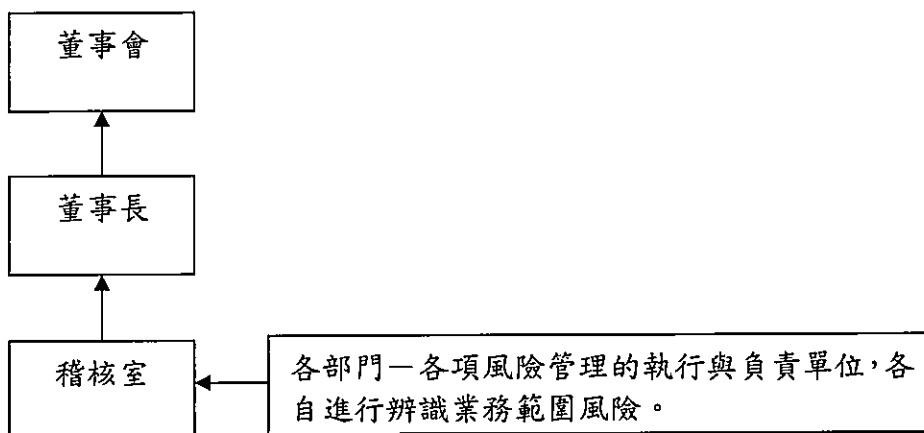 董事會
董事長
稽核室
各部門－各項風險管理的執行與負責單位，各
自進行辨識業務範圍風險。